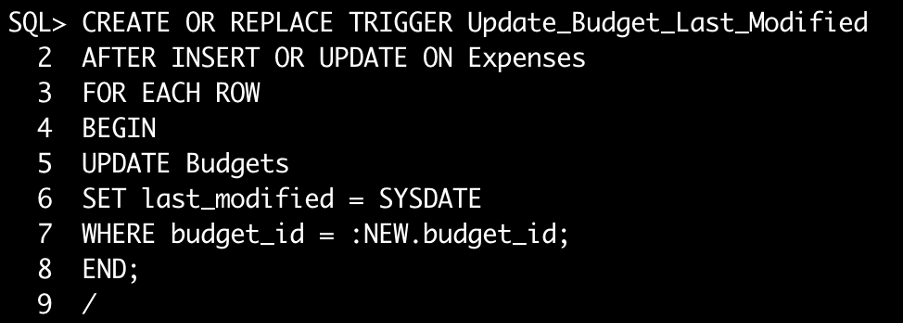 SQL> CREATE OR REPLACE TRIGGER Update_Budget_Last_Modified
2 AFTER INSERT OR UPDATE ON Expenses
3 FOR EACH ROW
4 BEGIN
5 UPDATE Budgets
6 SET last_modified = SYSDATE
7 WHERE budget_id = :NEW.budget_id;
8 END;
9 /